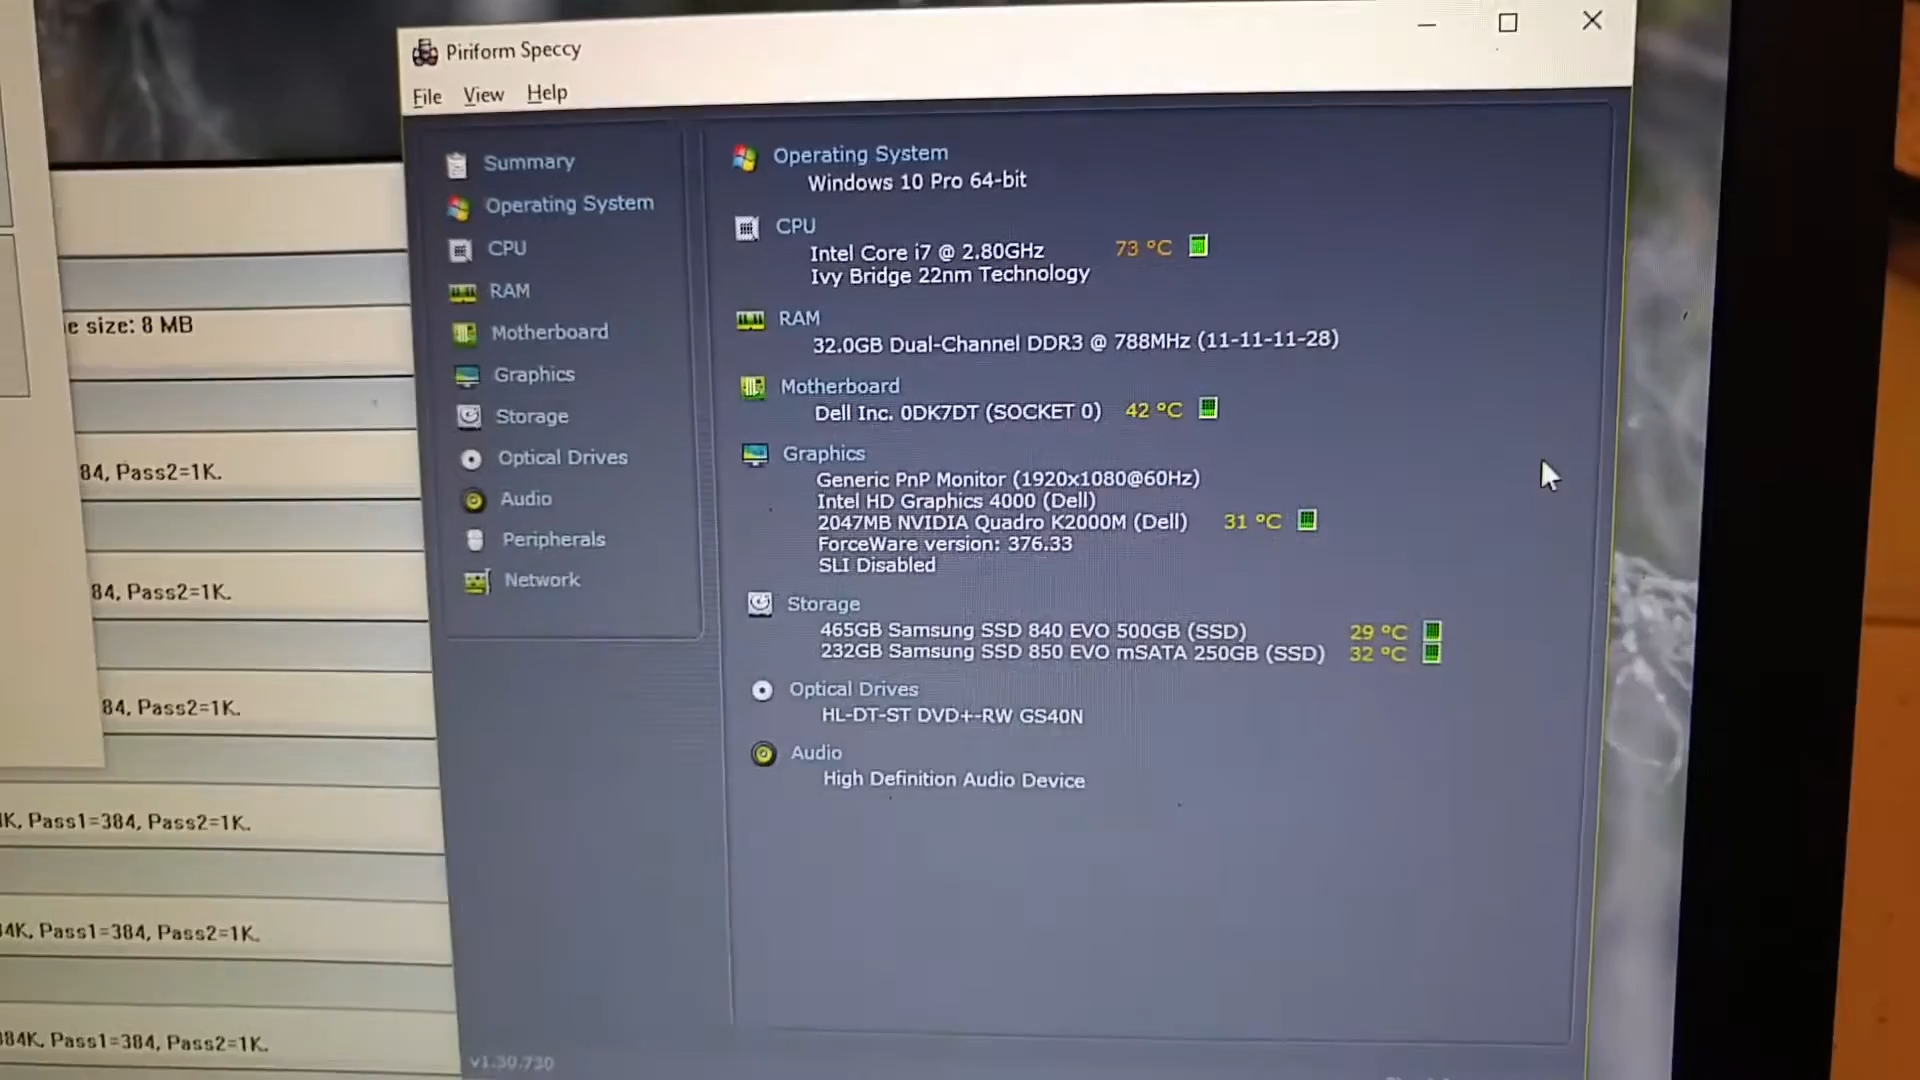 Piriform Speccy
File View Help
Summary
Operating System
CPU
RAM
Motherboard
Graphics
Storage
Optical Drives
Audio
Peripherals
Network
Operating System
Windows 10 Pro 64-bit
CPU
Intel Core i7 @ 2.80GHz 73 °C
Ivy Bridge 22nm Technology
RAM
32.0GB Dual-Channel DDR3 @ 788MHz (11-11-11-28)
Motherboard
Dell Inc. 0DK7DT (SOCKET 0) 42 °C
Graphics
Generic PnP Monitor (1920x1080@60Hz)
Intel HD Graphics 4000 (Dell)
2047MB NVIDIA Quadro K2000M (Dell) 31 °C
ForceWare version: 376.33
SLI Disabled
Storage
465GB Samsung SSD 840 EVO 500GB (SSD) 29 °C
232GB Samsung SSD 850 EVO mSATA 250GB (SSD) 32 °C
Optical Drives
HL-DT-ST DVD+-RW GS40N
Audio
High Definition Audio Device
v1.30.730
size: 8 MB
84, Pass2=1K.
84, Pass2=1K.
84, Pass2=1K.
K, Pass1=384, Pass2=1K.
4K, Pass1=384, Pass2=1K.
84K, Pass1=384, Pass2=1K.